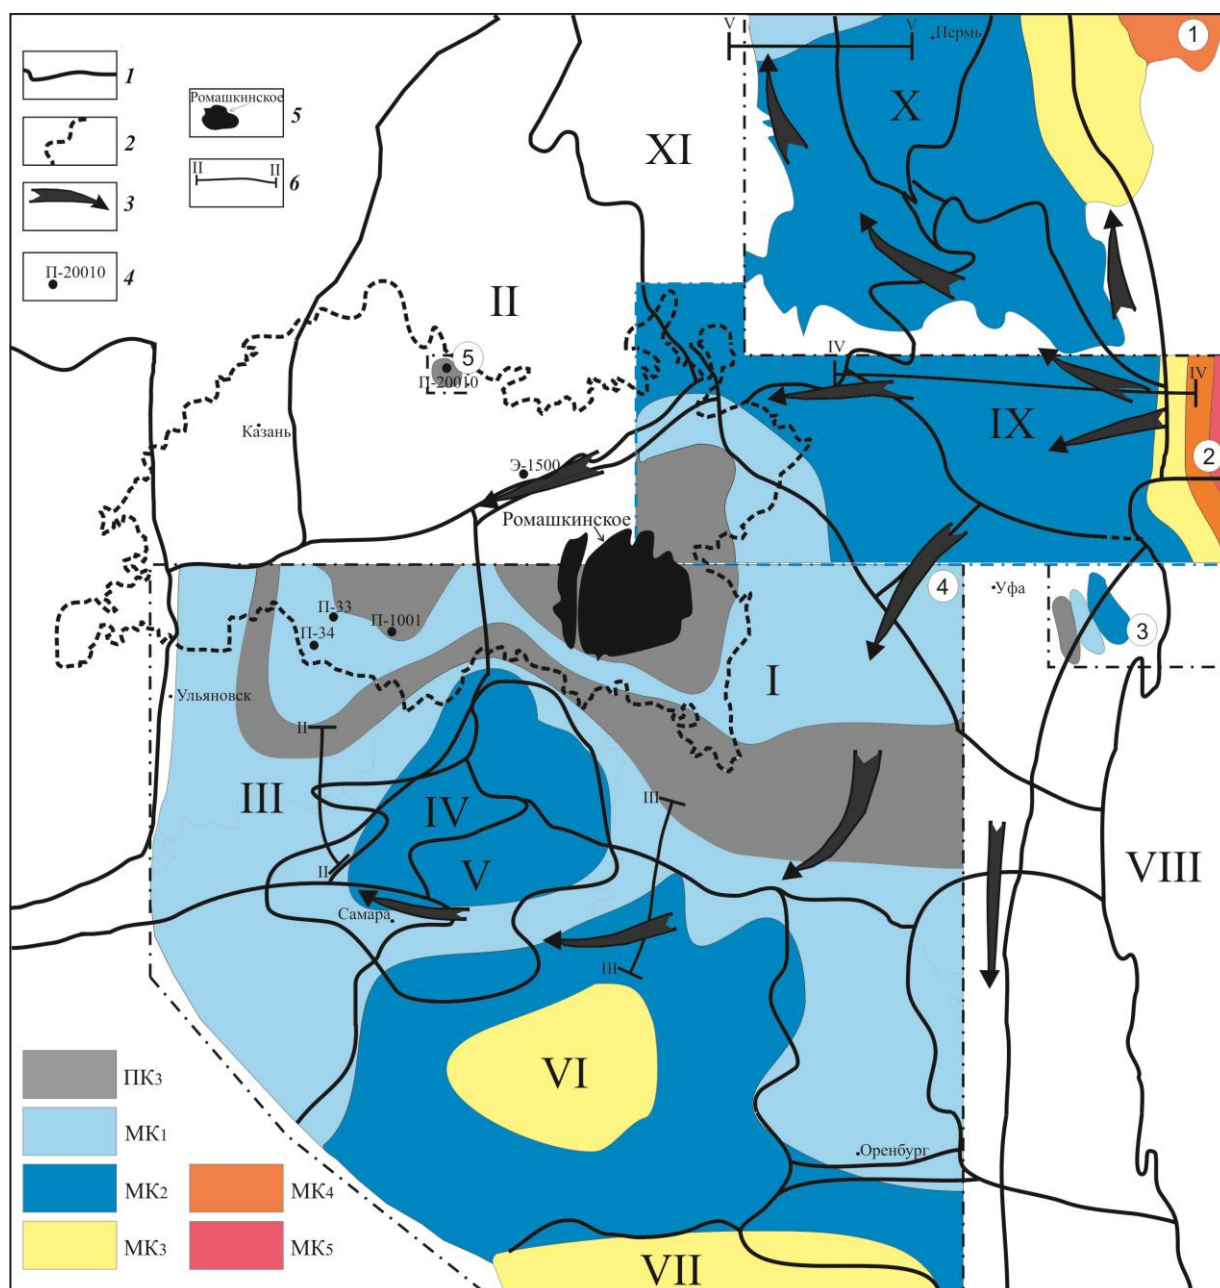 1
2
3
П-20010
4
Ромашкинское
5
II II
6
V V
Пермь
1
X
XI
II
5
П-20010
IV IV
IX
2
Казань
Э-1500
Ромашкинское
4
Уфа
3
П-33
П-1001
П-34
I
Ульяновск
II
III
III
IV
II
V
VIII
Самара
III
VI
Оренбург
VII
ПК3
МК1
МК2
МК3
МК4
МК5